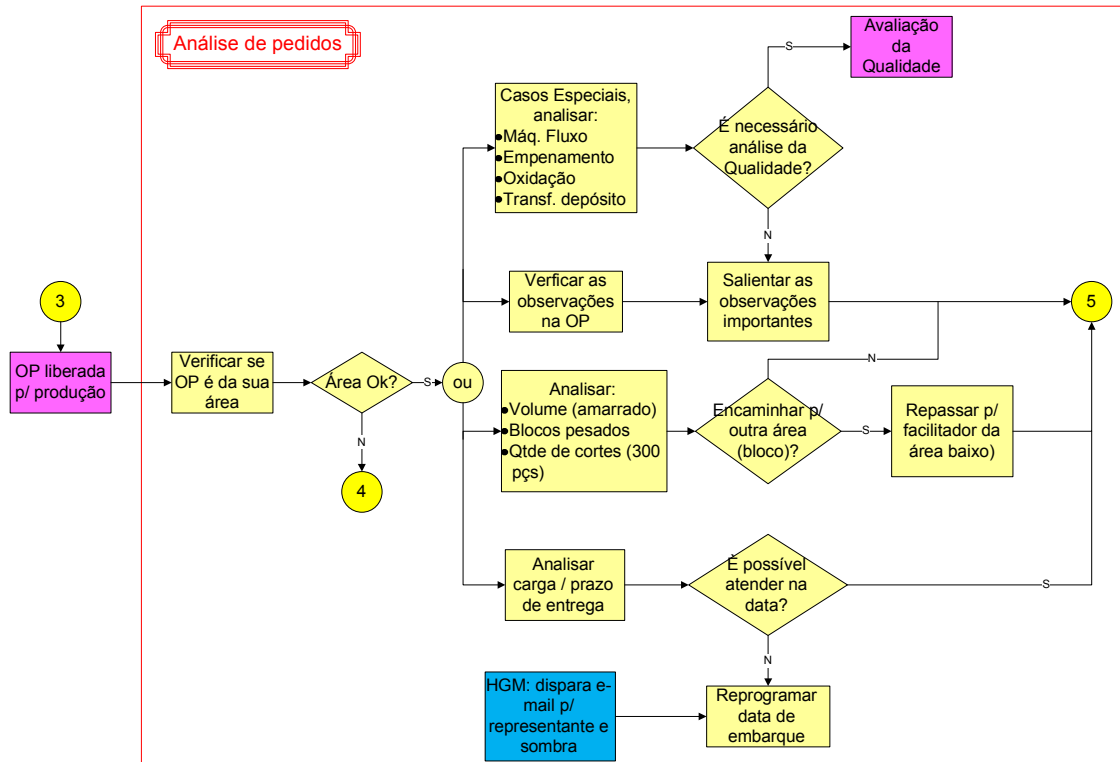 Análise de pedidos
Avaliação
da
Qualidade
Casos Especiais,
analisar:
•Máq. Fluxo
•Empenamento
•Oxidação
•Transf. depósito
É necessário
análise da
Qualidade?
S
N
3
OP liberada
p/ produção
Verificar se
OP é da sua
área
Área Ok?
S
N
4
ou
Verficar as
observações
na OP
Salientar as
observações
importantes
5
Analisar:
•Volume (amarrado)
•Blocos pesados
•Qtde de cortes (300
pçs)
Encaminhar p/
outra área
(bloco)?
N
S
Repassar p/
facilitador da
área baixo)
Analisar
carga / prazo
de entrega
È possível
atender na
data?
S
N
HGM: dispara e-
mail p/
representante e
sombra
Reprogramar
data de
embarque